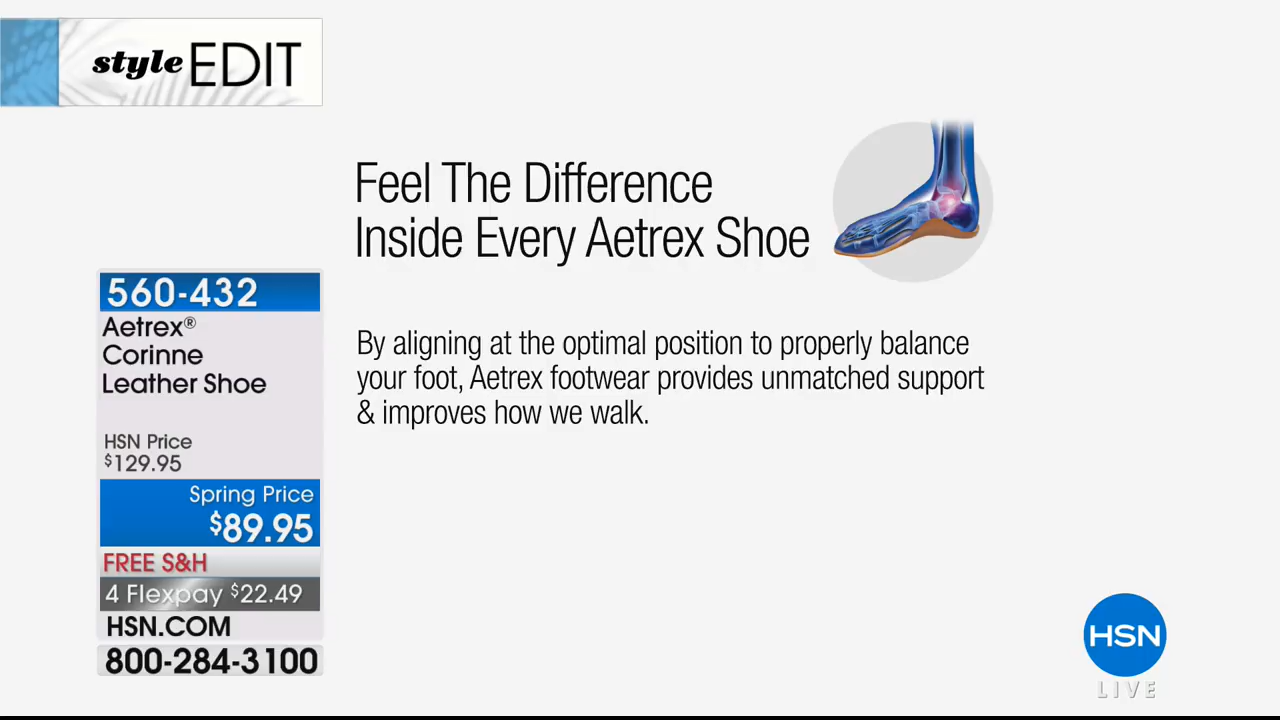 style EDIT
Feel The Difference
Inside Every Aetrex Shoe
By aligning at the optimal position to properly balance
your foot, Aetrex footwear provides unmatched support
& improves how we walk.
560-432
Aetrex®
Corinne
Leather Shoe
HSN Price
$129.95
Spring Price
$89.95
FREE S&H
4 Flexpay $22.49
HSN.COM
800-284-3100
HSN
LIVE